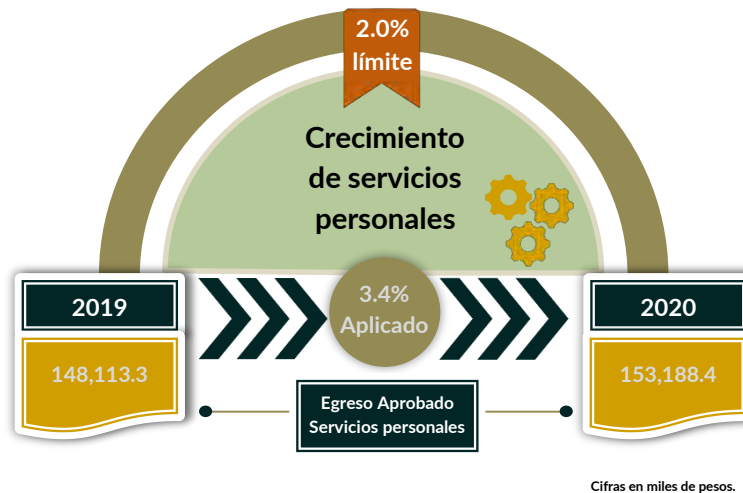 2.0%
límite
Crecimiento
de servicios
personales
2019
3.4%
Aplicado
2020
148,113.3
153,188.4
Egreso Aprobado
Servicios personales
Cifras en miles de pesos.